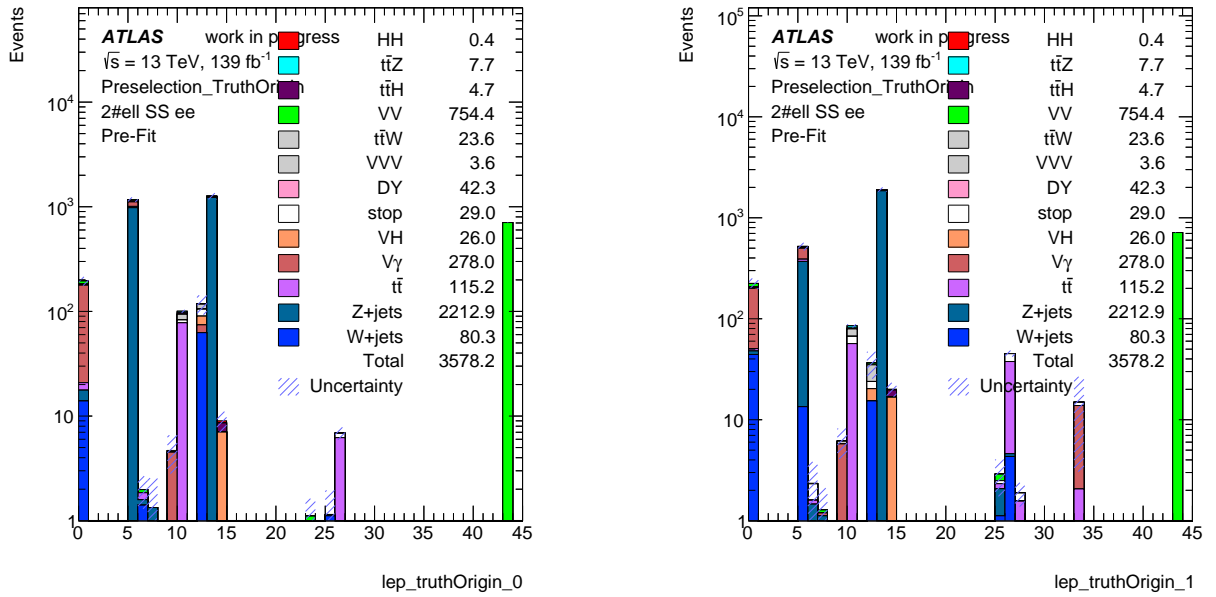 Events
ATLAS work in progress
√s = 13 TeV, 139 fb⁻¹
Preselection_TruthOrigin
2#ell SS ee
Pre-Fit
HH 0.4
tt̄Z 7.7
tt̄H 4.7
VV 754.4
tt̄W 23.6
VVV 3.6
DY 42.3
stop 29.0
VH 26.0
Vγ 278.0
tt̄ 115.2
Z+jets 2212.9
W+jets 80.3
Total 3578.2
Uncertainty
10⁴
10³
10²
10
1
0 5 10 15 20 25 30 35 40 45
lep_truthOrigin_0
Events
ATLAS work in progress
√s = 13 TeV, 139 fb⁻¹
Preselection_TruthOrigin
2#ell SS ee
Pre-Fit
HH 0.4
tt̄Z 7.7
tt̄H 4.7
VV 754.4
tt̄W 23.6
VVV 3.6
DY 42.3
stop 29.0
VH 26.0
Vγ 278.0
tt̄ 115.2
Z+jets 2212.9
W+jets 80.3
Total 3578.2
Uncertainty
10⁵
10⁴
10³
10²
10
1
0 5 10 15 20 25 30 35 40 45
lep_truthOrigin_1